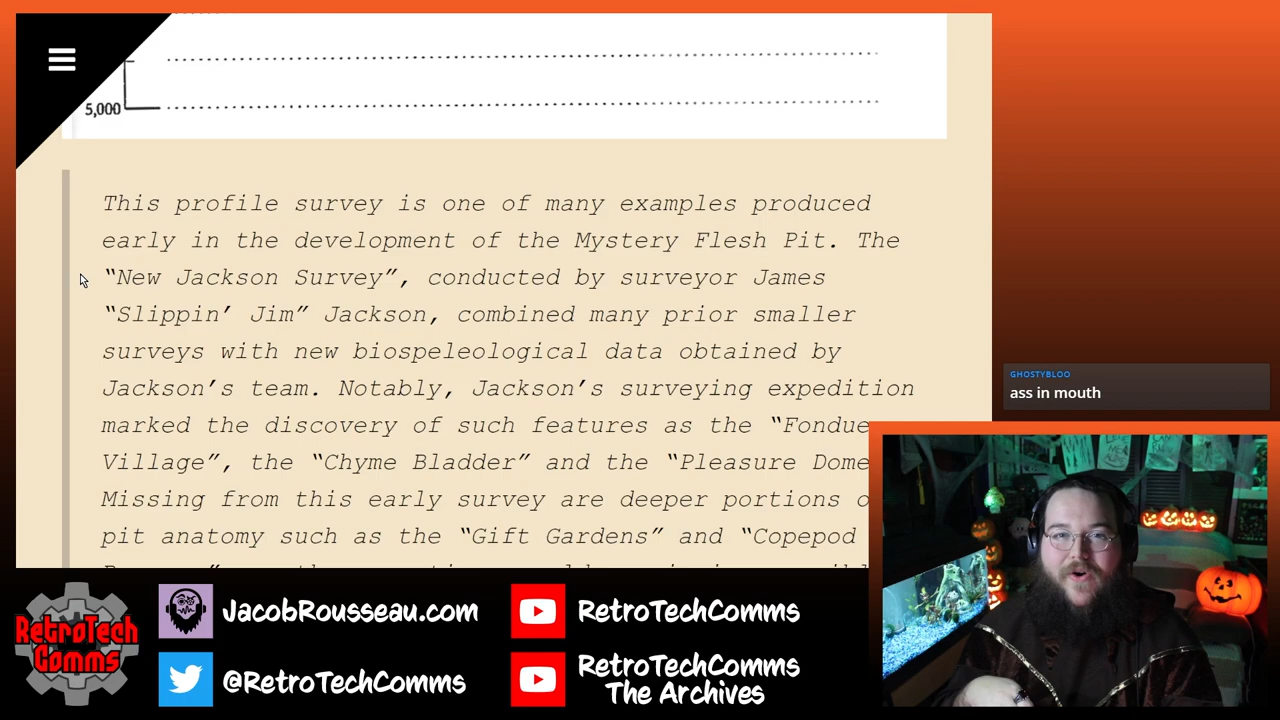 5,000
This profile survey is one of many examples produced
early in the development of the Mystery Flesh Pit. The
“New Jackson Survey”, conducted by surveyor James
“Slippin’ Jim” Jackson, combined many prior smaller
surveys with new biospeleological data obtained by
Jackson’s team. Notably, Jackson’s surveying expedition
marked the discovery of such features as the “Fondue
Village”, the “Chyme Bladder” and the “Pleasure Dome
Missing from this early survey are deeper portions
pit anatomy such as the “Gift Gardens” and “Copepod
GHOSTYBLOO
ass in mouth
RetroTech
Comms
JacobRousseau.com
@RetroTechComms
RetroTechComms
RetroTechComms
The Archives